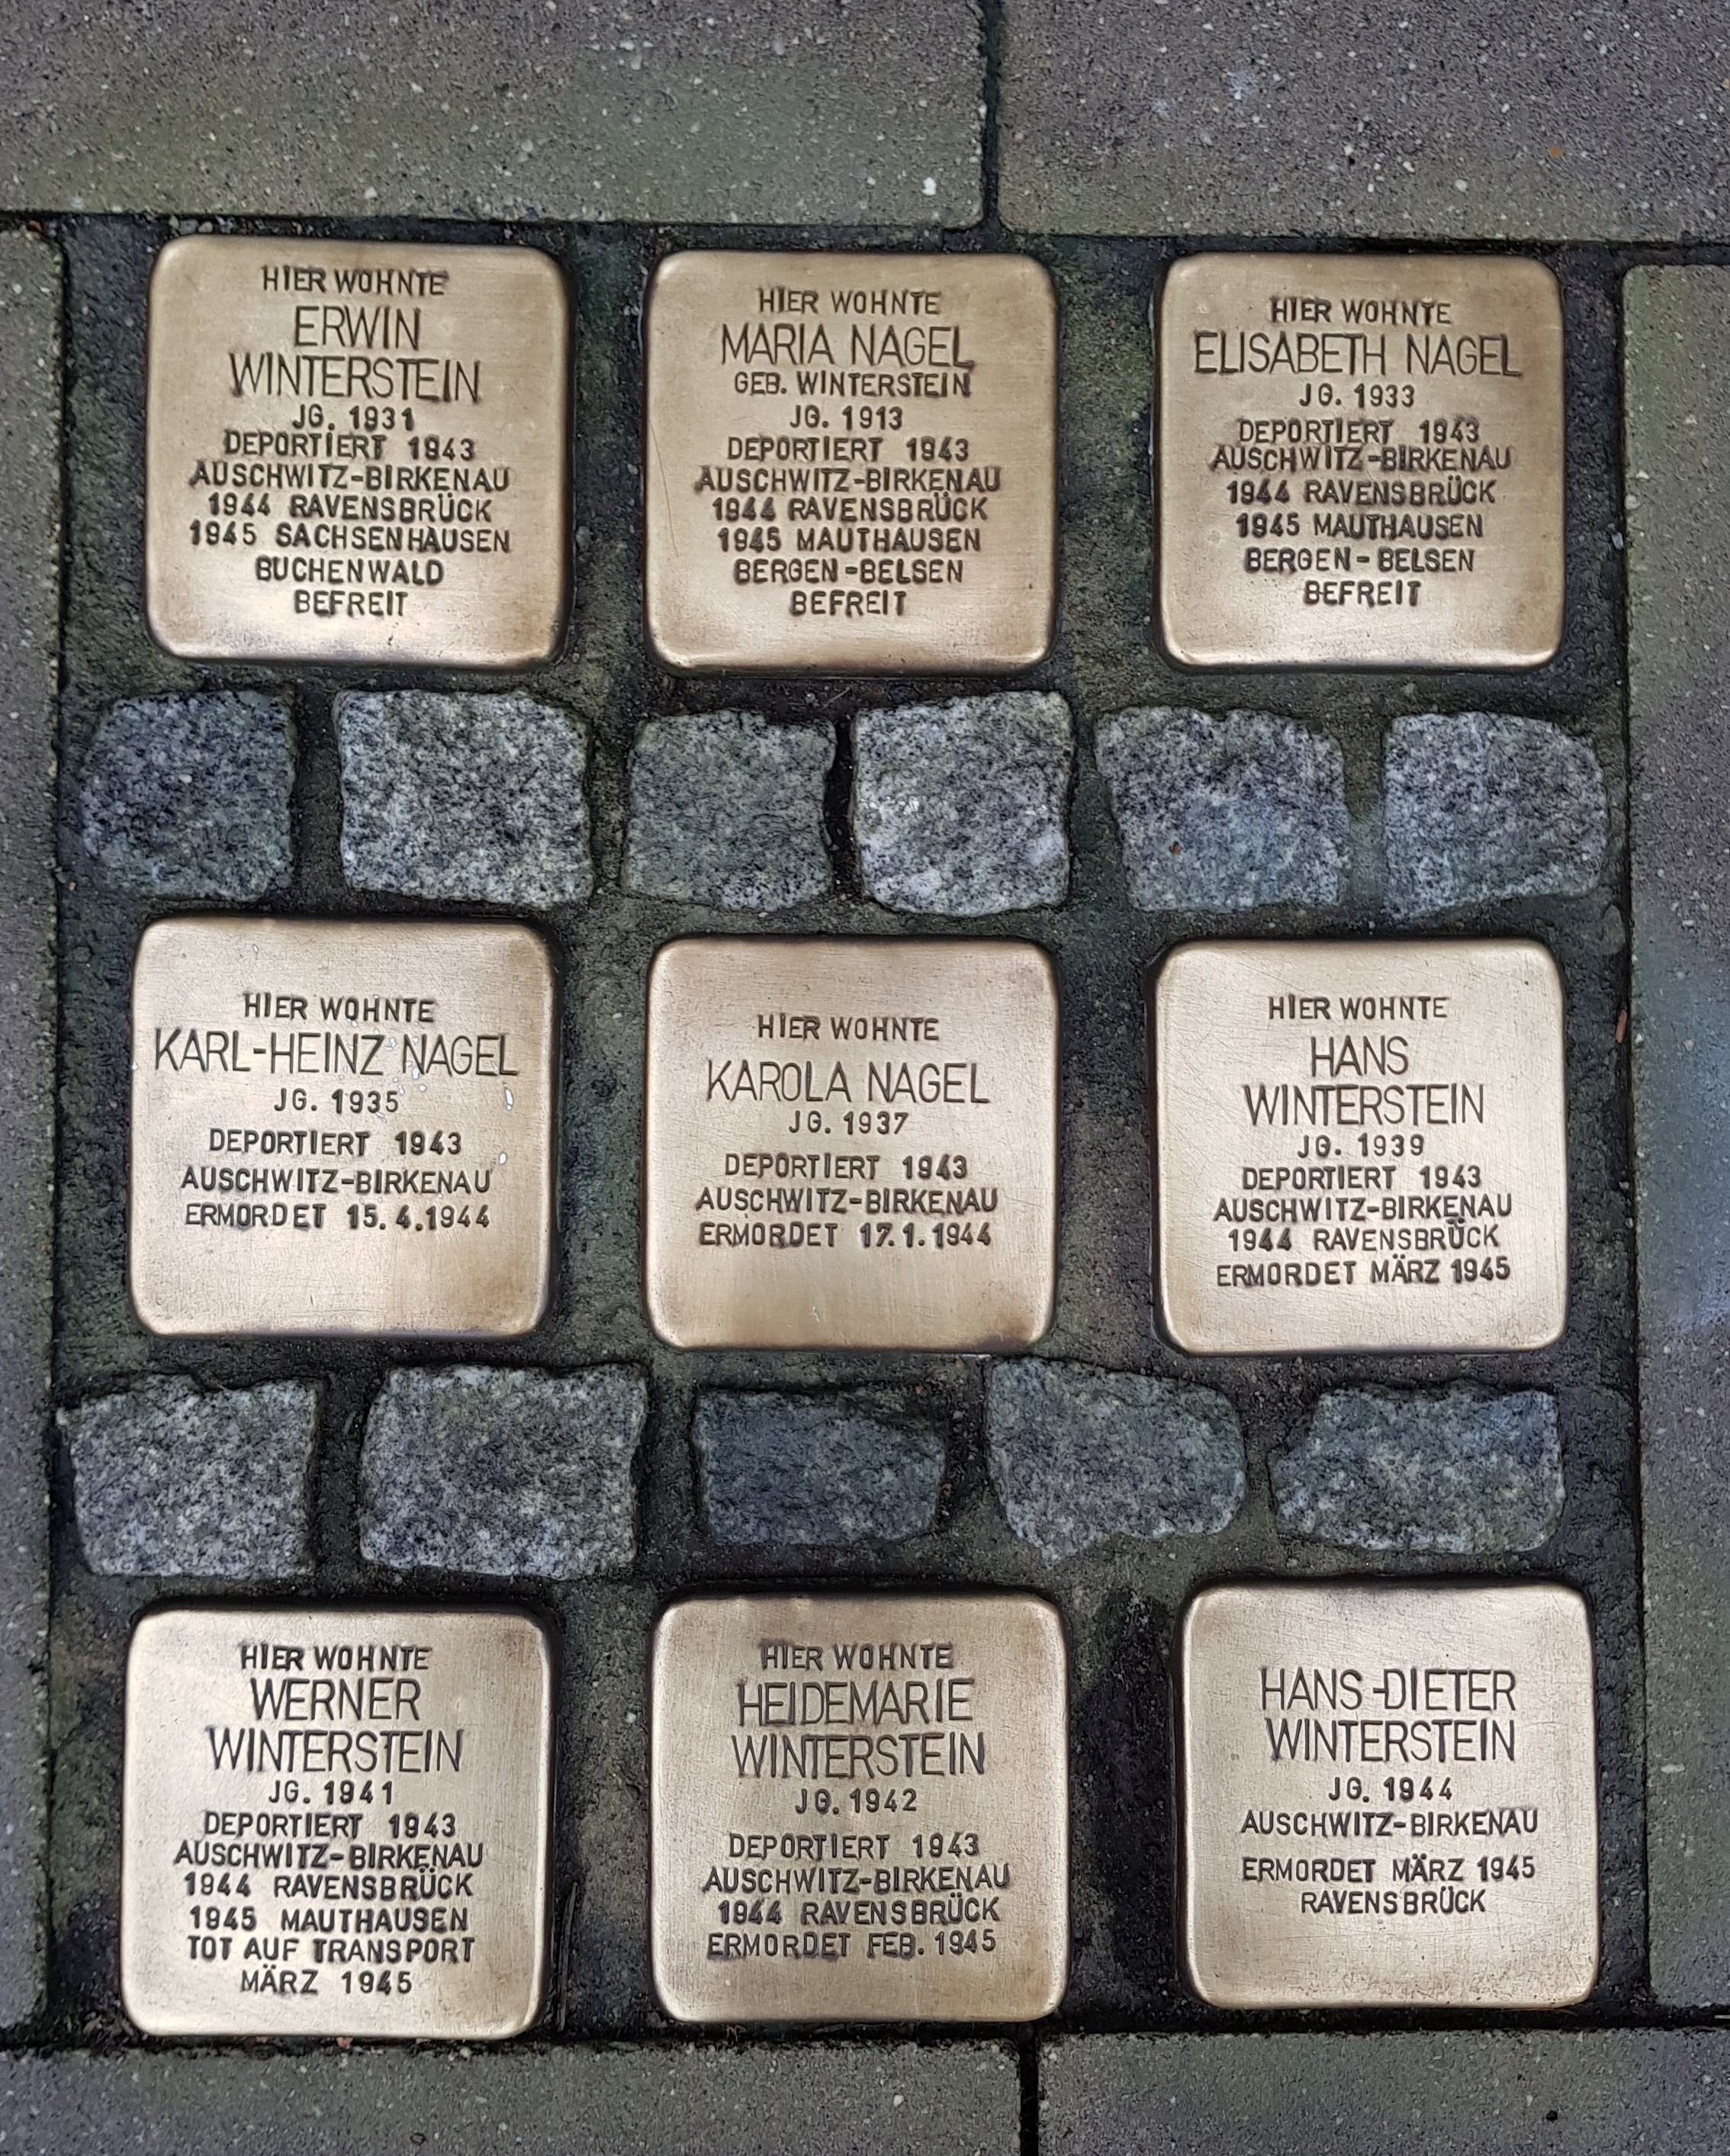 HIER WOHNTE
ERWIN
WINTERSTEIN
JG. 1931
DEPORTIERT 1943
AUSCHWITZ-BIRKENAU
1944 RAVENSBRÜCK
1945 SACHSENHAUSEN
BUCHENWALD
BEFREIT
HIER WOHNTE
MARIA NAGEL
GEB. WINTERSTEIN
JG. 1913
DEPORTIERT 1943
AUSCHWITZ-BIRKENAU
1944 RAVENSBRÜCK
1945 MAUTHAUSEN
BERGEN-BELSEN
BEFREIT
HIER WOHNTE
ELISABETH NAGEL
JG. 1933
DEPORTIERT 1943
AUSCHWITZ-BIRKENAU
1944 RAVENSBRÜCK
1945 MAUTHAUSEN
BERGEN-BELSEN
BEFREIT
HIER WOHNTE
KARL-HEINZ NAGEL
JG. 1935
DEPORTIERT 1943
AUSCHWITZ-BIRKENAU
ERMORDET 15.4.1944
HIER WOHNTE
KAROLA NAGEL
JG. 1937
DEPORTIERT 1943
AUSCHWITZ-BIRKENAU
ERMORDET 17.1.1944
HIER WOHNTE
HANS
WINTERSTEIN
JG. 1939
DEPORTIERT 1943
AUSCHWITZ-BIRKENAU
1944 RAVENSBRÜCK
ERMORDET MÄRZ 1945
HIER WOHNTE
WERNER
WINTERSTEIN
JG. 1941
DEPORTIERT 1943
AUSCHWITZ-BIRKENAU
1944 RAVENSBRÜCK
1945 MAUTHAUSEN
TOT AUF TRANSPORT
MÄRZ 1945
HIER WOHNTE
HEIDEMARIE
WINTERSTEIN
JG. 1942
DEPORTIERT 1943
AUSCHWITZ-BIRKENAU
1944 RAVENSBRÜCK
ERMORDET FEB. 1945
HANS-DIETER
WINTERSTEIN
JG. 1944
AUSCHWITZ-BIRKENAU
ERMORDET MÄRZ 1945
RAVENSBRÜCK